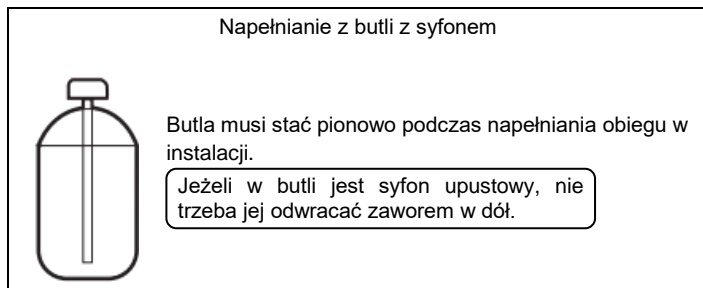 Napełnianie z butli z syfonem
Butla musi stać pionowo podczas napełniania obiegu w
instalacji.
Jeżeli w butli jest syfon upustowy, nie
trzeba jej odwracać zaworem w dół.